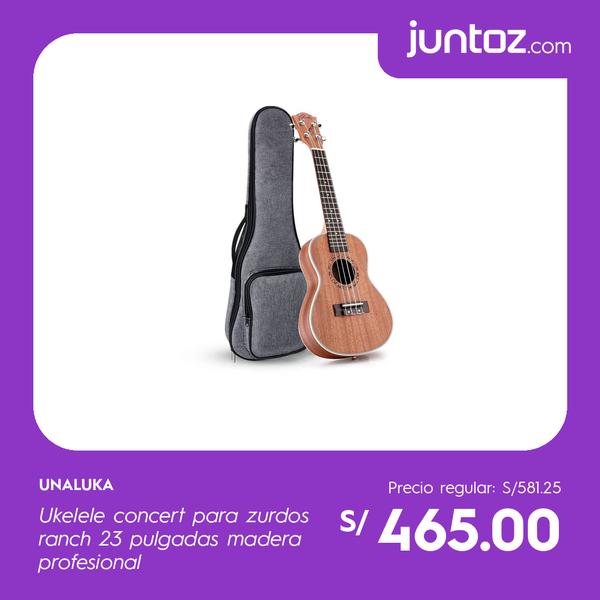 juntoz.com
UNALUKA
Ukelele concert para zurdos
ranch 23 pulgadas madera
profesional
Precio regular: S/581.25
S/ 465.00